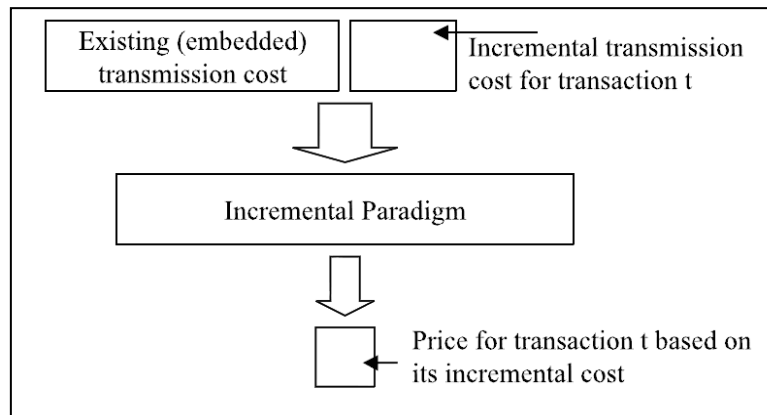 Existing (embedded)
transmission cost
Incremental transmission
cost for transaction t
Incremental Paradigm
Price for transaction t based on
its incremental cost